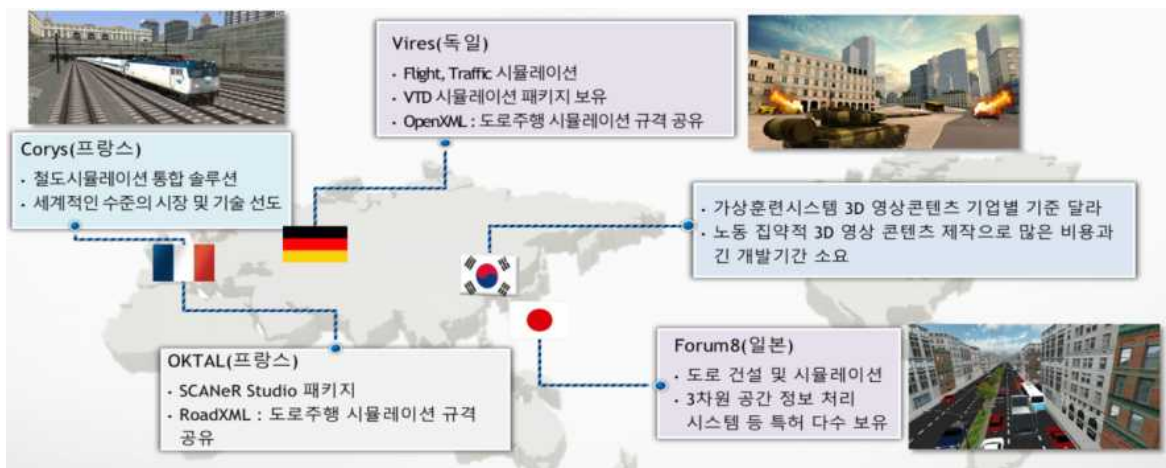 Vires(독일)
· Flight, Traffic 시뮬레이션
· VTD 시뮬레이션 패키지 보유
· OpenXML : 도로주행 시뮬레이션 규격 공유
Corys(프랑스)
· 철도시뮬레이션 통합 솔루션
· 세계적인 수준의 시장 및 기술 선도
· 가상훈련시스템 3D 영상콘텐츠 기업별 기준 달라
· 노동 집약적 3D 영상 콘텐츠 제작으로 많은 비용과
긴 개발기간 소요
OKTAL(프랑스)
· SCANeR Studio 패키지
· RoadXML : 도로주행 시뮬레이션 규격
공유
Forum8(일본)
· 도로 건설 및 시뮬레이션
· 3차원 공간 정보 처리
시스템 등 특허 다수 보유